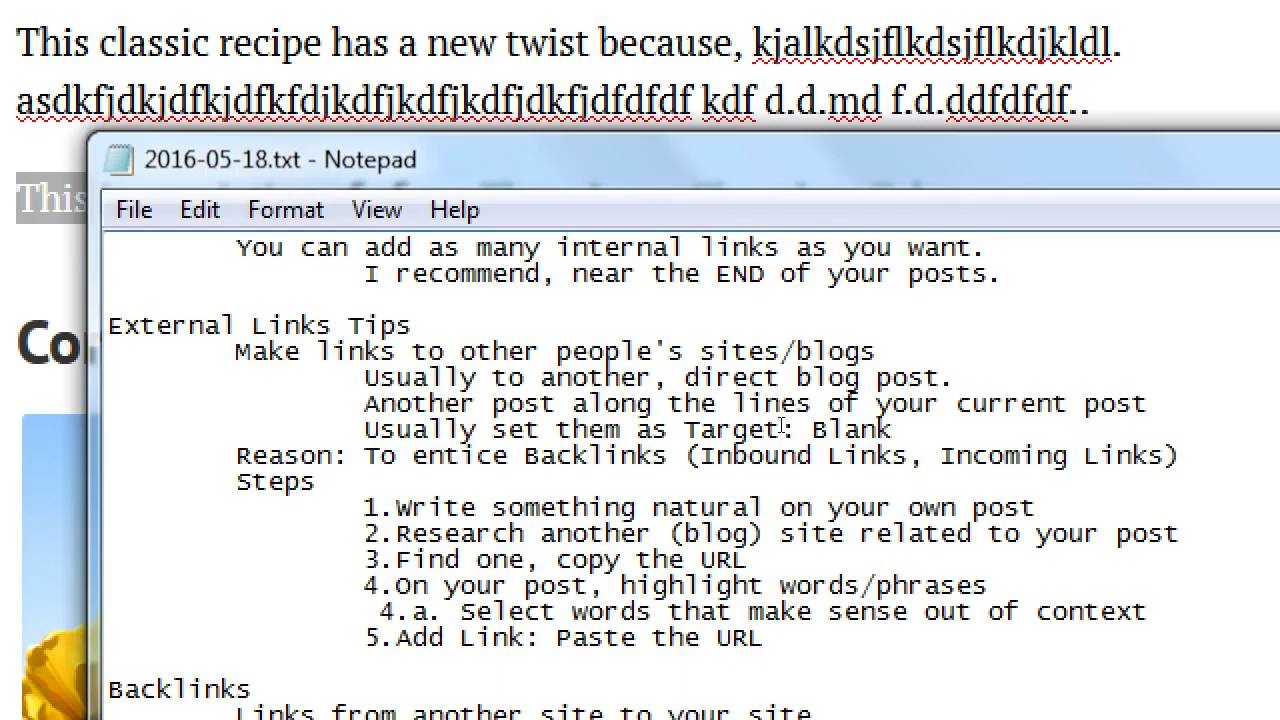 This classic recipe has a new twist because, kjalkdsjflkdsjflkdjkldl.
asdkfjdkjdfkjdfkfdjkdfjkdfjkdfjdkfjdfdfdf kdf d.d.md f.d.ddfdfdf..
2016-05-18.txt - Notepad
This
File Edit Format View Help
You can add as many internal links as you want.
I recommend, near the END of your posts.
External Links Tips
Make links to other people's sites/blogs
Usually to another, direct blog post.
Another post along the lines of your current post
Usually set them as Target: Blank
Reason: To entice Backlinks (Inbound Links, Incoming Links)
Steps
1.Write something natural on your own post
2.Research another (blog) site related to your post
3.Find one, copy the URL
4.On your post, highlight words/phrases
4.a. Select words that make sense out of context
5.Add Link: Paste the URL
Backlinks
Links from another site to your site